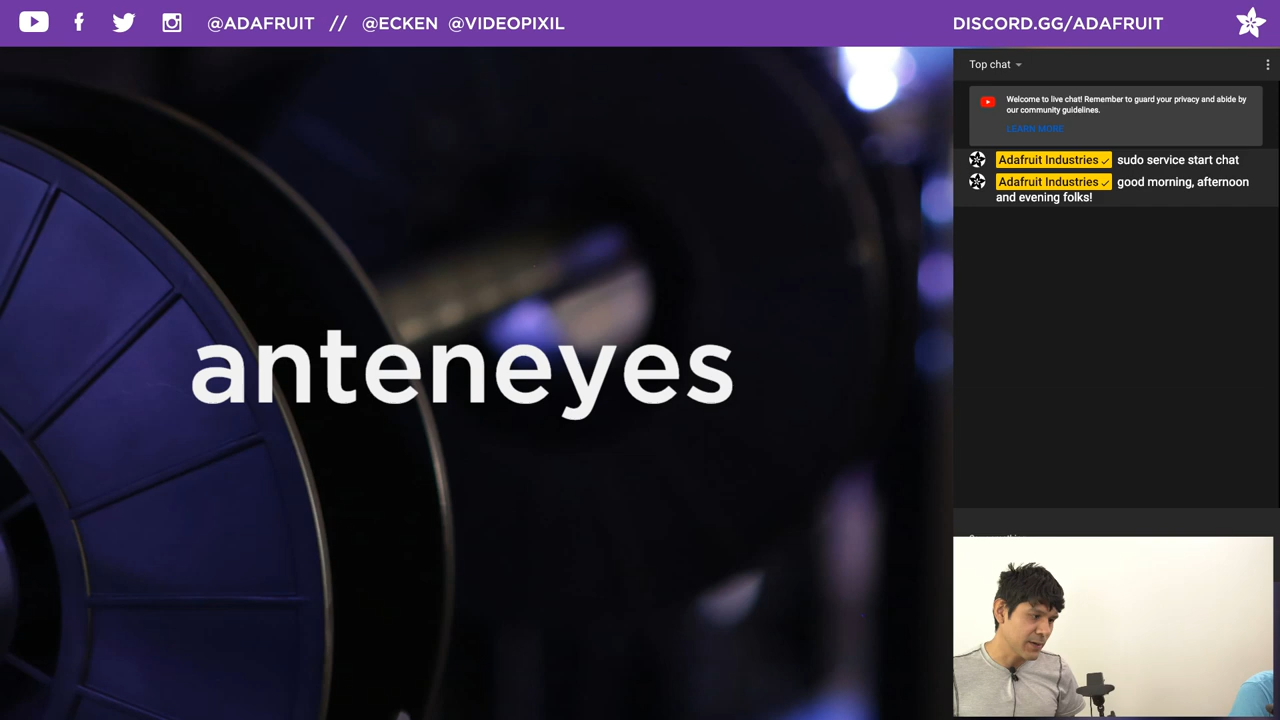 @ADAFRUIT // @ECKEN @VIDEOPIXIL
DISCORD.GG/ADAFRUIT
Top chat
Welcome to live chat! Remember to guard your privacy and abide by
our community guidelines.
LEARN MORE
Adafruit Industries sudo service start chat
Adafruit Industries good morning, afternoon
and evening folks!
anteneyes